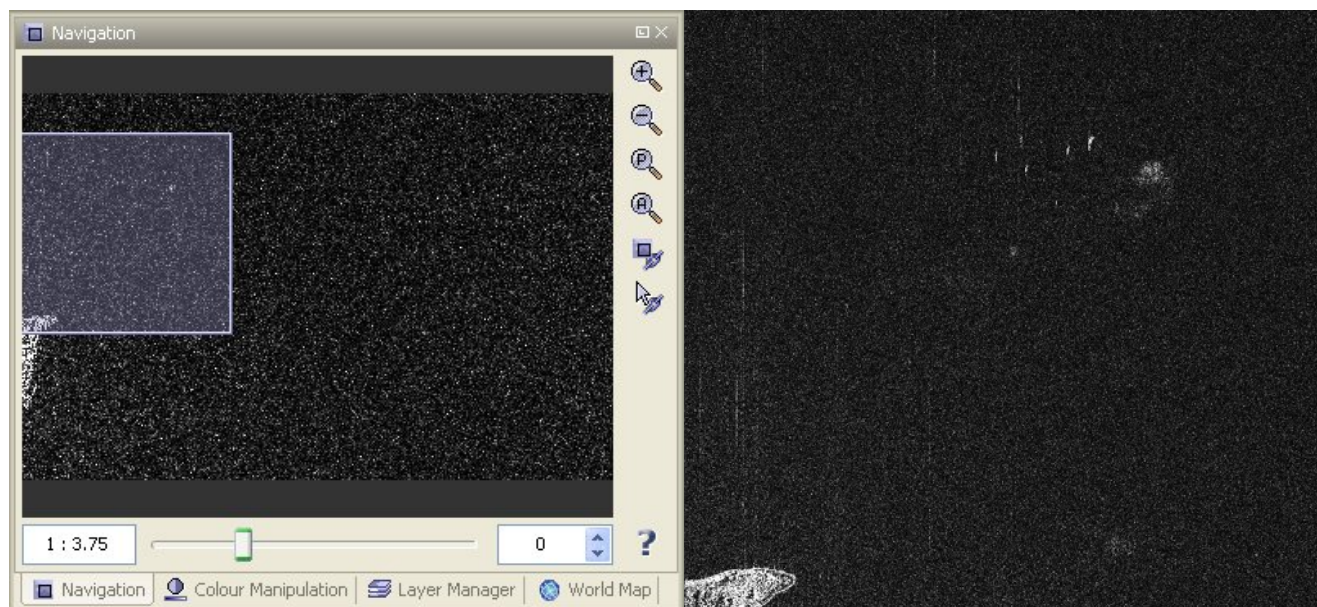 Navigation
P
A
1 : 3.75
0
?
Navigation
Colour Manipulation
Layer Manager
World Map